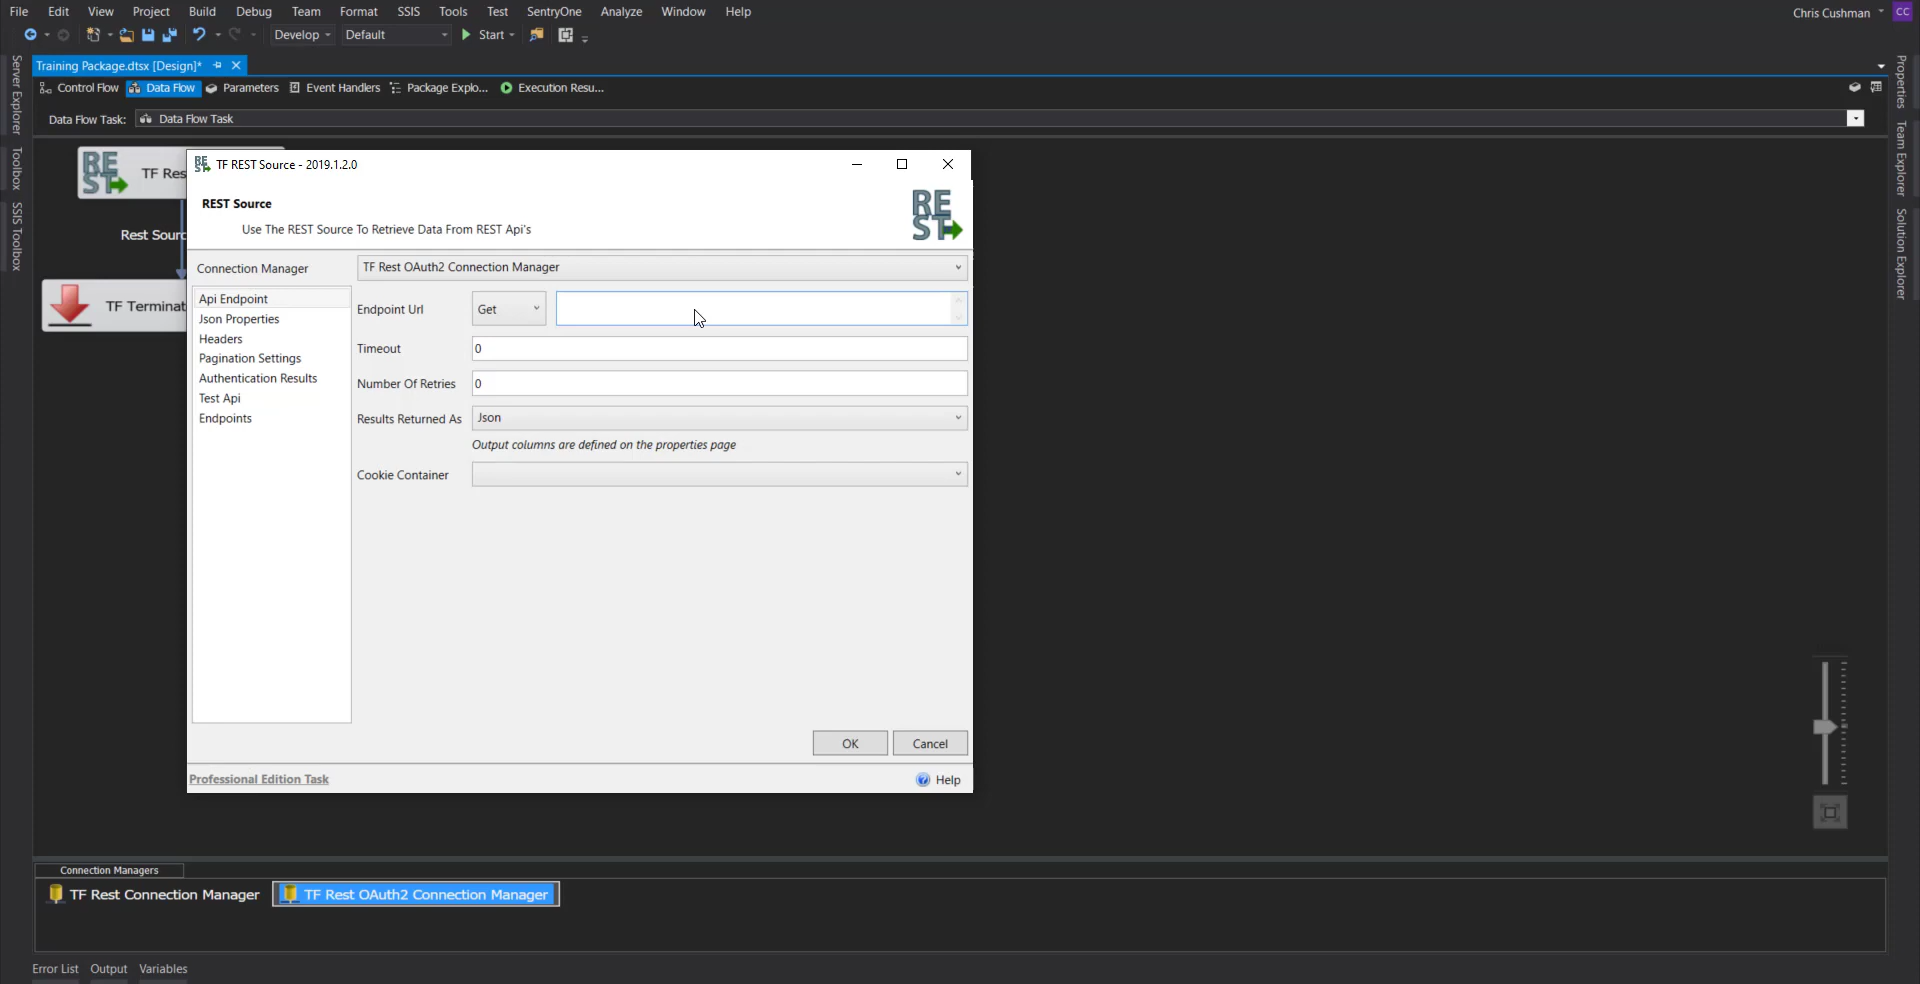 File Edit View Project Build Debug Team Format SSIS Tools Test SentryOne Analyze Window Help
Chris Cushman CC
Develop Default Start
Training Package.dtsx [Design]*
Control Flow Data Flow Parameters Event Handlers Package Explo... Execution Resu...
Data Flow Task: Data Flow Task
Server Explorer
Toolbox
SSIS Toolbox
TF Res
Rest Sourc
TF Terminat
TF REST Source - 2019.1.2.0
REST Source
Use The REST Source To Retrieve Data From REST Api's
REST
Connection Manager TF Rest OAuth2 Connection Manager
Api Endpoint
Json Properties
Headers
Pagination Settings
Authentication Results
Test Api
Endpoints
Endpoint Url Get
Timeout 0
Number Of Retries 0
Results Returned As Json
Output columns are defined on the properties page
Cookie Container
OK Cancel
Professional Edition Task Help
Properties
Team Explorer
Solution Explorer
Connection Managers
TF Rest Connection Manager TF Rest OAuth2 Connection Manager
Error List Output Variables